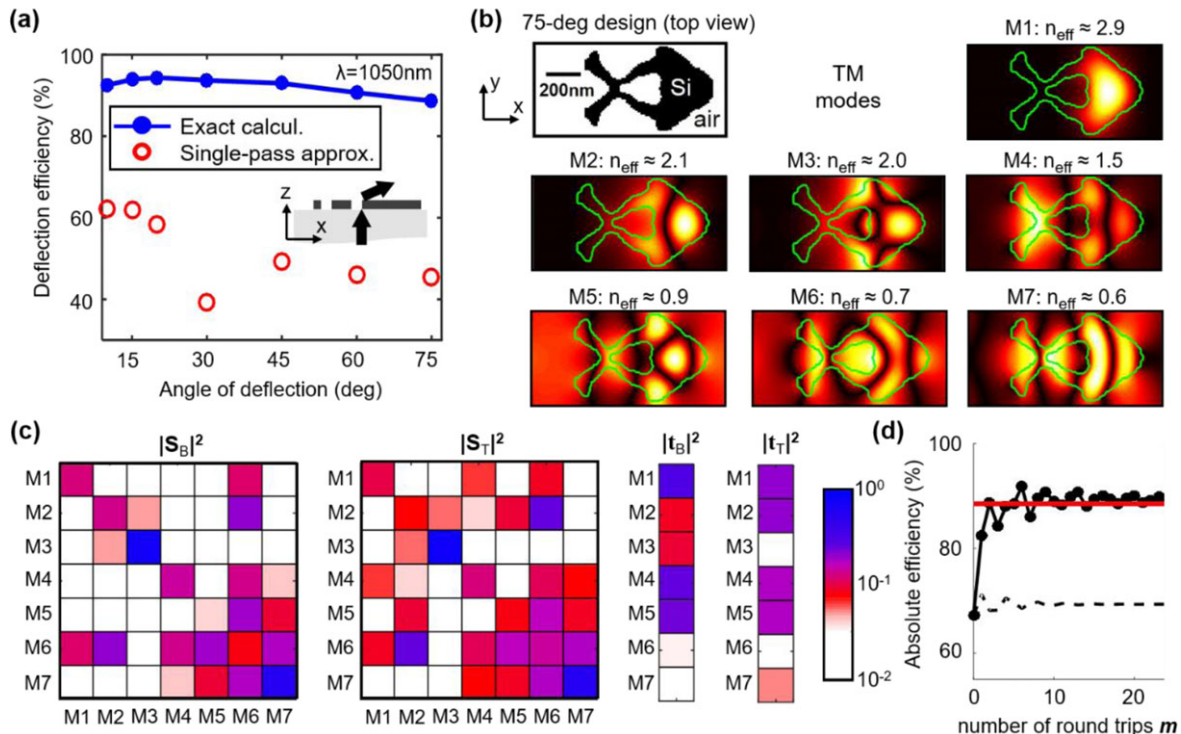 (a)
Deflection efficiency (%)
100
80
60
40
λ=1050nm
Exact calcul.
Single-pass approx.
z
x
15 30 45 60 75
Angle of deflection (deg)
(b)
75-deg design (top view)
y
x
200nm
Si
air
TM
modes
M1: neff ≈ 2.9
M2: neff ≈ 2.1
M3: neff ≈ 2.0
M4: neff ≈ 1.5
M5: neff ≈ 0.9
M6: neff ≈ 0.7
M7: neff ≈ 0.6
(c)
|SB|²
M1
M2
M3
M4
M5
M6
M7
M1 M2 M3 M4 M5 M6 M7
|ST|²
M1
M2
M3
M4
M5
M6
M7
M1 M2 M3 M4 M5 M6 M7
|tB|²
M1
M2
M3
M4
M5
M6
M7
|tT|²
M1
M2
M3
M4
M5
M6
M7
10⁰
10⁻¹
10⁻²
(d)
Absolute efficiency (%)
100
80
60
0 10 20
number of round trips m